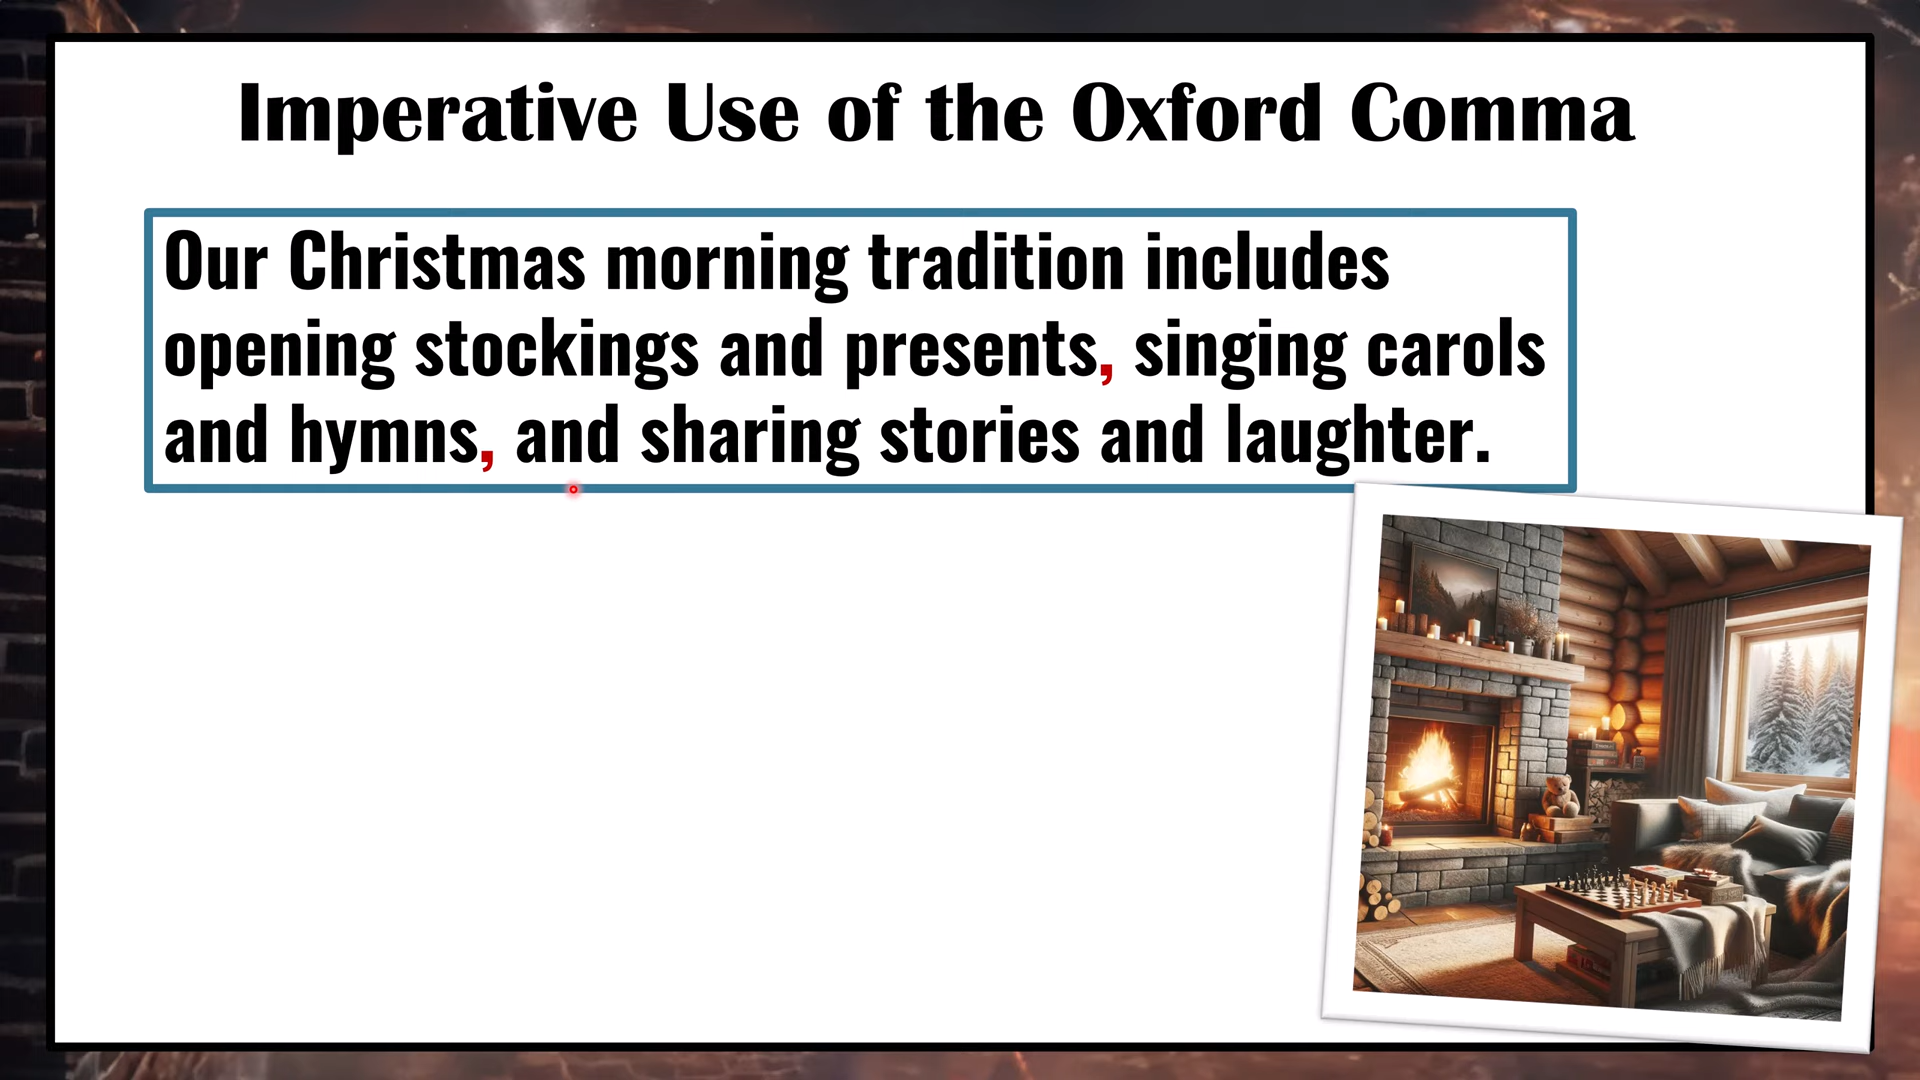 Imperative Use of the Oxford Comma
Our Christmas morning tradition includes
opening stockings and presents, singing carols
and hymns, and sharing stories and laughter.